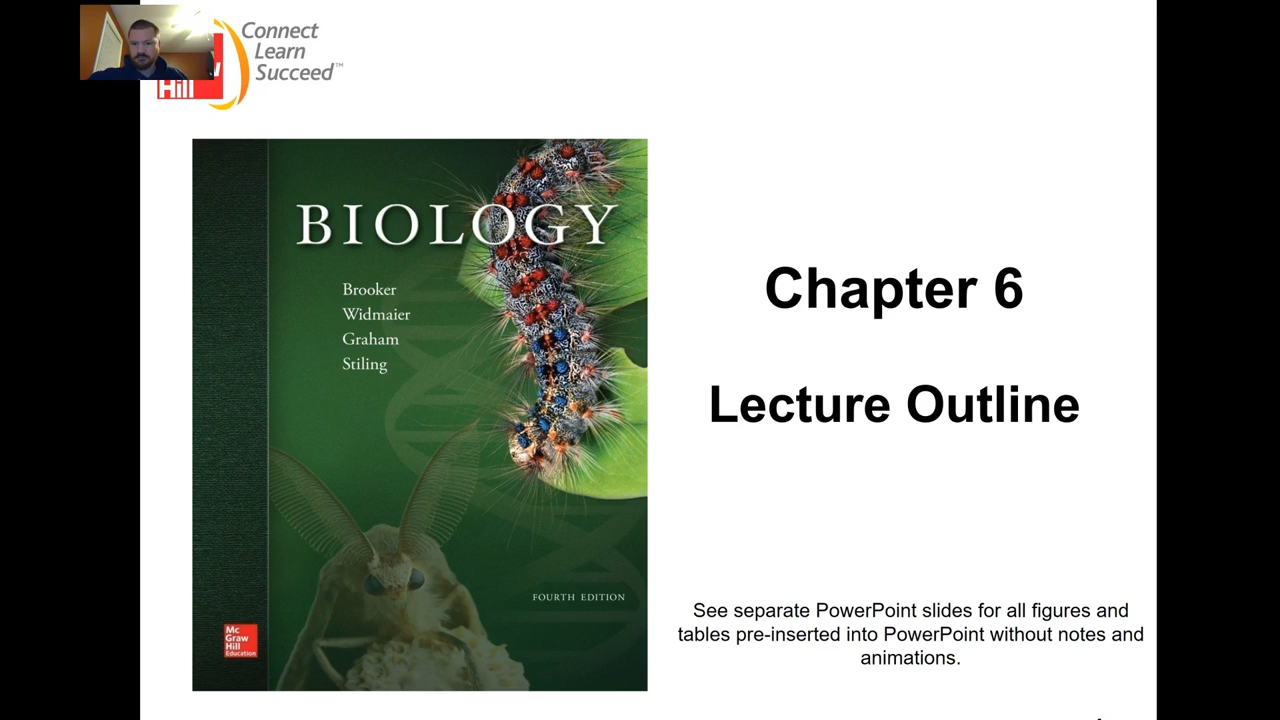 Connect
Learn
Succeed™
Hill
BIOLOGY
Brooker
Widmaier
Graham
Stiling
FOURTH EDITION
Mc
Graw
Hill
Education
Chapter 6
Lecture Outline
See separate PowerPoint slides for all figures and
tables pre-inserted into PowerPoint without notes and
animations.